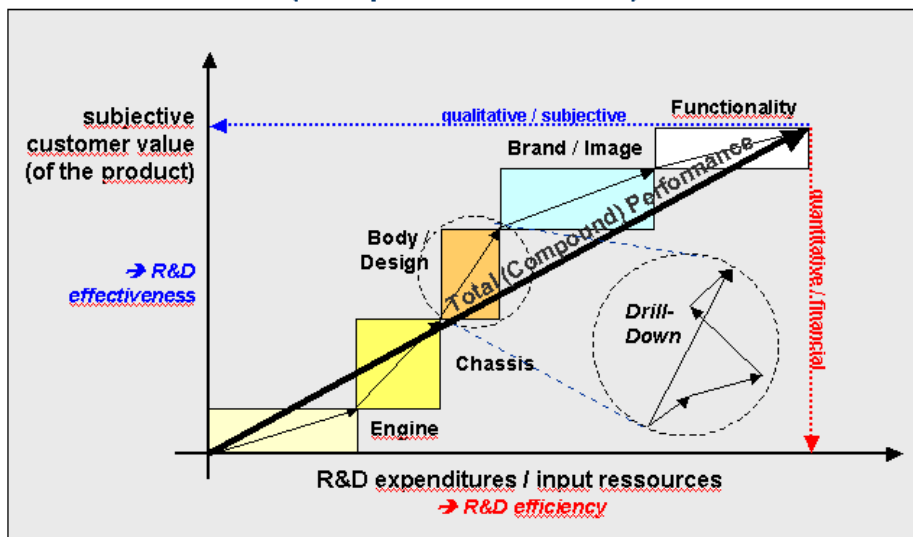 subjective
customer value
(of the product)
➔ R&D
effectiveness
qualitative / subjective
Functionality
Brand / Image
Total (Compound) Performance
quantitative / financial
Body /
Design
Drill-
Down
Chassis
Engine
R&D expenditures / input ressources
➔ R&D efficiency